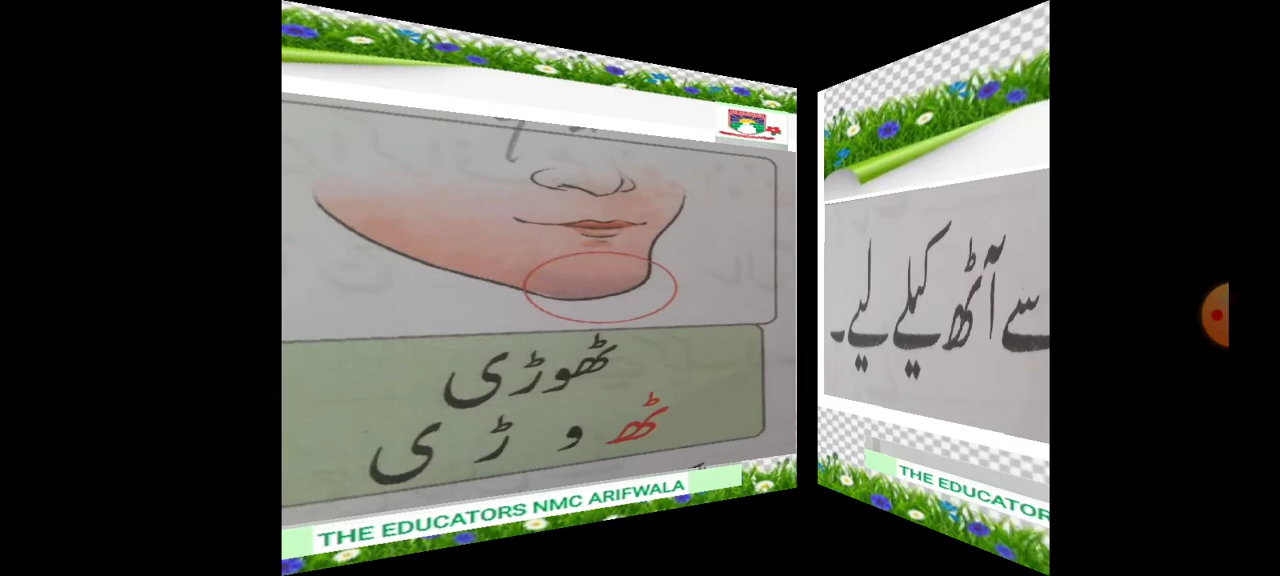 ٹھوڑی
ٹھ و ڑ ی
THE EDUCATORS NMC ARIFWALA
سے آٹھ کیلے لیے۔
THE EDUCATOR